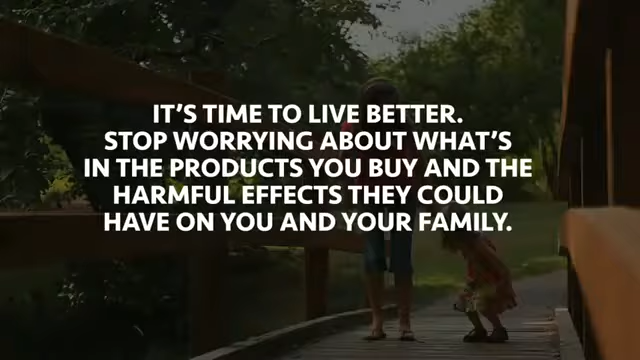 IT’S TIME TO LIVE BETTER.
STOP WORRYING ABOUT WHAT’S
IN THE PRODUCTS YOU BUY AND THE
HARMFUL EFFECTS THEY COULD
HAVE ON YOU AND YOUR FAMILY.